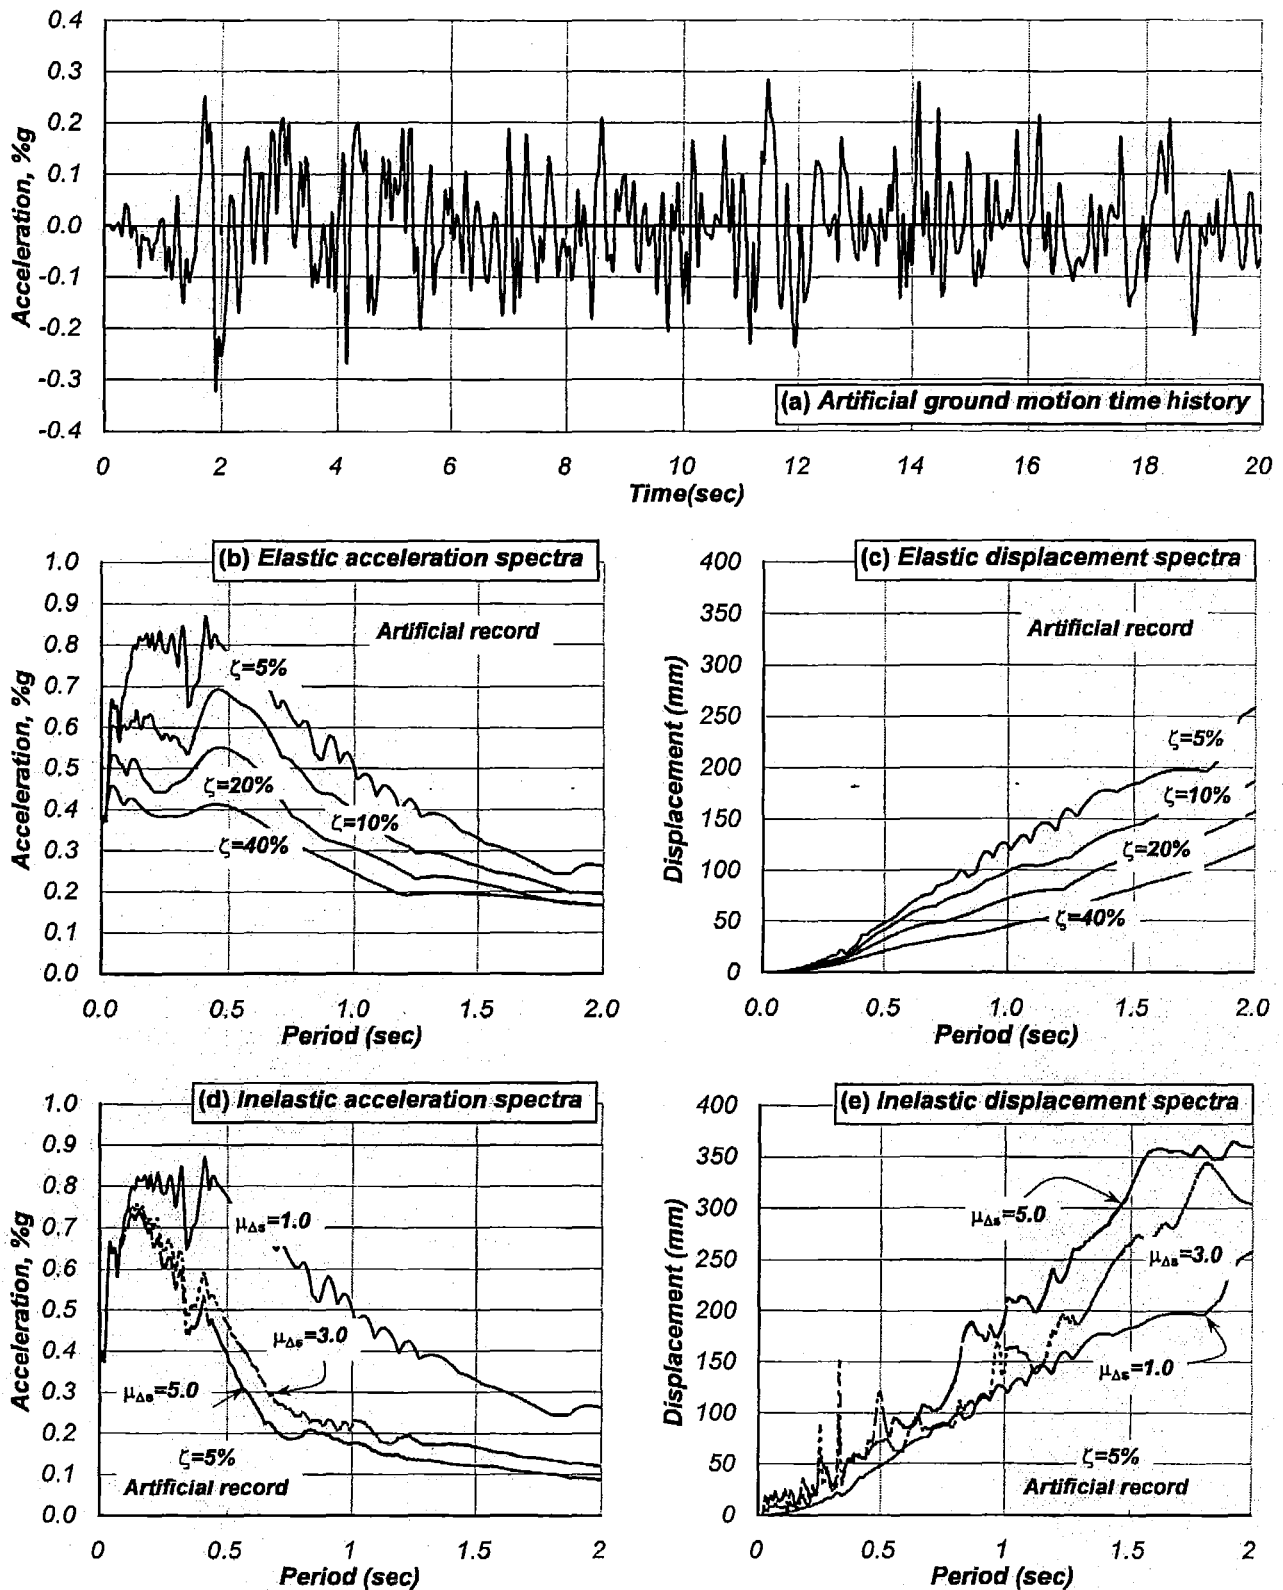 0.4
0.3
0.2
0.1
0.0
-0.1
-0.2
-0.3
-0.4
Acceleration, %g
(a) Artificial ground motion time history
0 2 4 6 8 10 12 14 16 18 20
Time(sec)
(b) Elastic acceleration spectra
1.0
0.9
0.8
0.7
0.6
0.5
0.4
0.3
0.2
0.1
0.0
Acceleration, %g
Artificial record
ζ=5%
ζ=20%
ζ=10%
ζ=40%
0.0 0.5 1.0 1.5 2.0
Period (sec)
(c) Elastic displacement spectra
400
350
300
250
200
150
100
50
0
Displacement (mm)
Artificial record
ζ=5%
ζ=10%
ζ=20%
ζ=40%
0.0 0.5 1.0 1.5 2.0
Period (sec)
(d) Inelastic acceleration spectra
1.0
0.9
0.8
0.7
0.6
0.5
0.4
0.3
0.2
0.1
0.0
Acceleration, %g
μΔs=1.0
μΔs=3.0
μΔs=5.0
ζ=5%
Artificial record
0 0.5 1 1.5 2
Period (sec)
(e) Inelastic displacement spectra
400
350
300
250
200
150
100
50
0
Displacement (mm)
μΔs=5.0
μΔs=3.0
μΔs=1.0
ζ=5%
Artificial record
0 0.5 1 1.5 2
Period (sec)